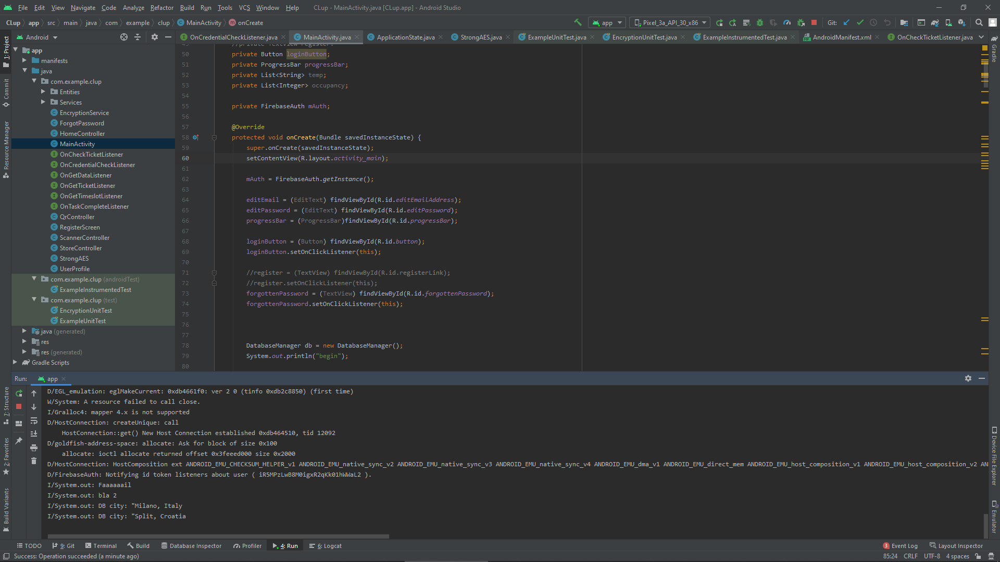 File Edit View Navigate Code Analyze Refactor Build Run Tools VCS Window Help CLup - MainActivity.java [CLup.app] - Android Studio
CLup app src main java com example clup MainActivity onCreate app Pixel_3a_API_30_x86 Git:
Android OnCredentialCheckListener.java MainActivity.java ApplicationState.java StrongAES.java ExampleUnitTest.java EncryptionUnitTest.java ExampleInstrumentedTest.java AndroidManifest.xml OnCheckTicketListener.java
1: Project
Commit
Resource Manager
7: Structure
2: Favorites
Build Variants
app
manifests
java
com.example.clup
Entities
Services
EncryptionService
ForgotPassword
HomeController
MainActivity
OnCheckTicketListener
OnCredentialCheckListener
OnGetDataListener
OnGetTicketListener
OnGetTimeslotListener
OnTaskCompleteListener
QrController
RegisterScreen
ScannerController
StoreController
StrongAES
UserProfile
com.example.clup (androidTest)
ExampleInstrumentedTest
com.example.clup (test)
EncryptionUnitTest
ExampleUnitTest
java (generated)
res
res (generated)
Gradle Scripts
49 //private TextView register;
50 private Button loginButton;
51 private ProgressBar progressBar;
52 private List<String> temp;
53 private List<Integer> occupancy;
54
55 private FirebaseAuth mAuth;
56
57 @Override
58 protected void onCreate(Bundle savedInstanceState) {
59 super.onCreate(savedInstanceState);
60 setContentView(R.layout.activity_main);
61
62 mAuth = FirebaseAuth.getInstance();
63
64 editEmail = (EditText) findViewById(R.id.editEmailAddress);
65 editPassword = (EditText) findViewById(R.id.editPassword);
66 progressBar = (ProgressBar)findViewById(R.id.progressBar);
67
68 loginButton = (Button) findViewById(R.id.button);
69 loginButton.setOnClickListener(this);
70
71 //register = (TextView) findViewById(R.id.registerLink);
72 //register.setOnClickListener(this);
73 forgottenPassword = (TextView) findViewById(R.id.forgottenPassword);
74 forgottenPassword.setOnClickListener(this);
75
76
77
78 DatabaseManager db = new DatabaseManager();
79 System.out.println("begin");
80
Gradle
Device File Explorer
Emulator
Run: app
D/EGL_emulation: eglMakeCurrent: 0xdb4661f0: ver 2 0 (tinfo 0xdb2c8850) (first time)
W/System: A resource failed to call close.
I/Gralloc4: mapper 4.x is not supported
D/HostConnection: createUnique: call
HostConnection::get() New Host Connection established 0xdb464510, tid 12092
D/goldfish-address-space: allocate: Ask for block of size 0x100
allocate: ioctl allocate returned offset 0x3feeed000 size 0x2000
D/HostConnection: HostComposition ext ANDROID_EMU_CHECKSUM_HELPER_v1 ANDROID_EMU_native_sync_v2 ANDROID_EMU_native_sync_v3 ANDROID_EMU_native_sync_v4 ANDROID_EMU_dma_v1 ANDROID_EMU_direct_mem ANDROID_EMU_host_composition_v1 ANDROID_EMU_host_composition_v2 AN
D/FirebaseAuth: Notifying id token listeners about user ( iR5MPzLwB8M0igxR2qKk01hWWaL2 ).
I/System.out: Faaaaaail
I/System.out: bla 2
I/System.out: DB city: "Milano, Italy
I/System.out: DB city: "Split, Croatia
TODO 9: Git Terminal Build Database Inspector Profiler 4: Run 6: Logcat 3 Event Log Layout Inspector
Success: Operation succeeded (a minute ago) 85:24 CRLF UTF-8 4 spaces